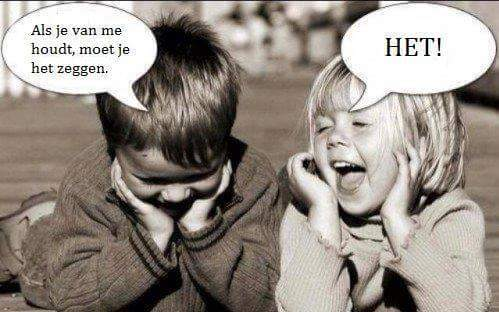 Als je van me
houdt, moet je
het zeggen.
HET!